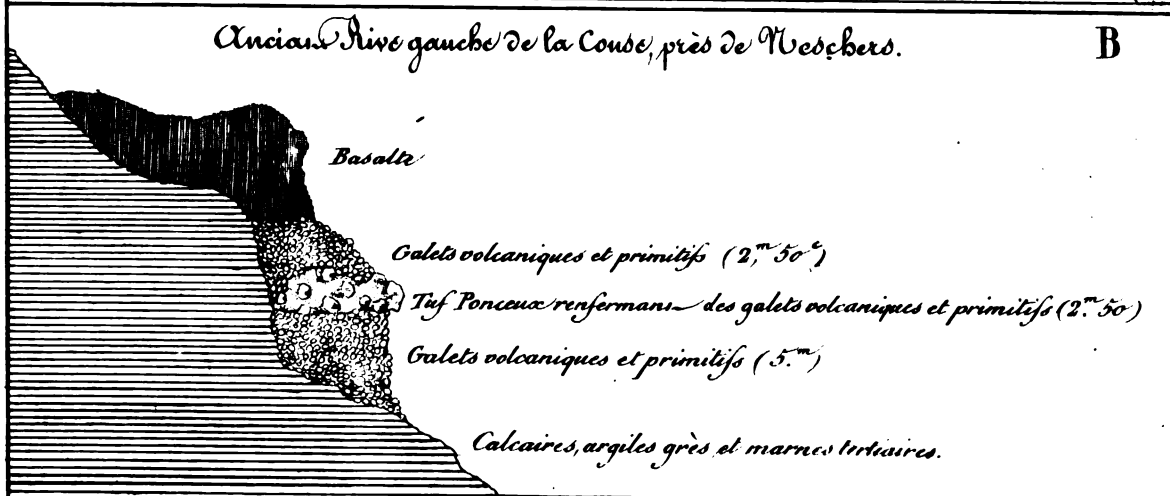 Anciaux Rive gauche de la Couse, près de Neschers.
B
Basalte
Galets volcaniques et primitifs (2,m 50c)
Tuf Ponceux renfermant des galets volcaniques et primitifs (2.m 50)
Galets volcaniques et primitifs (5.m)
Calcaires, argiles grès et marnes tertiaires.